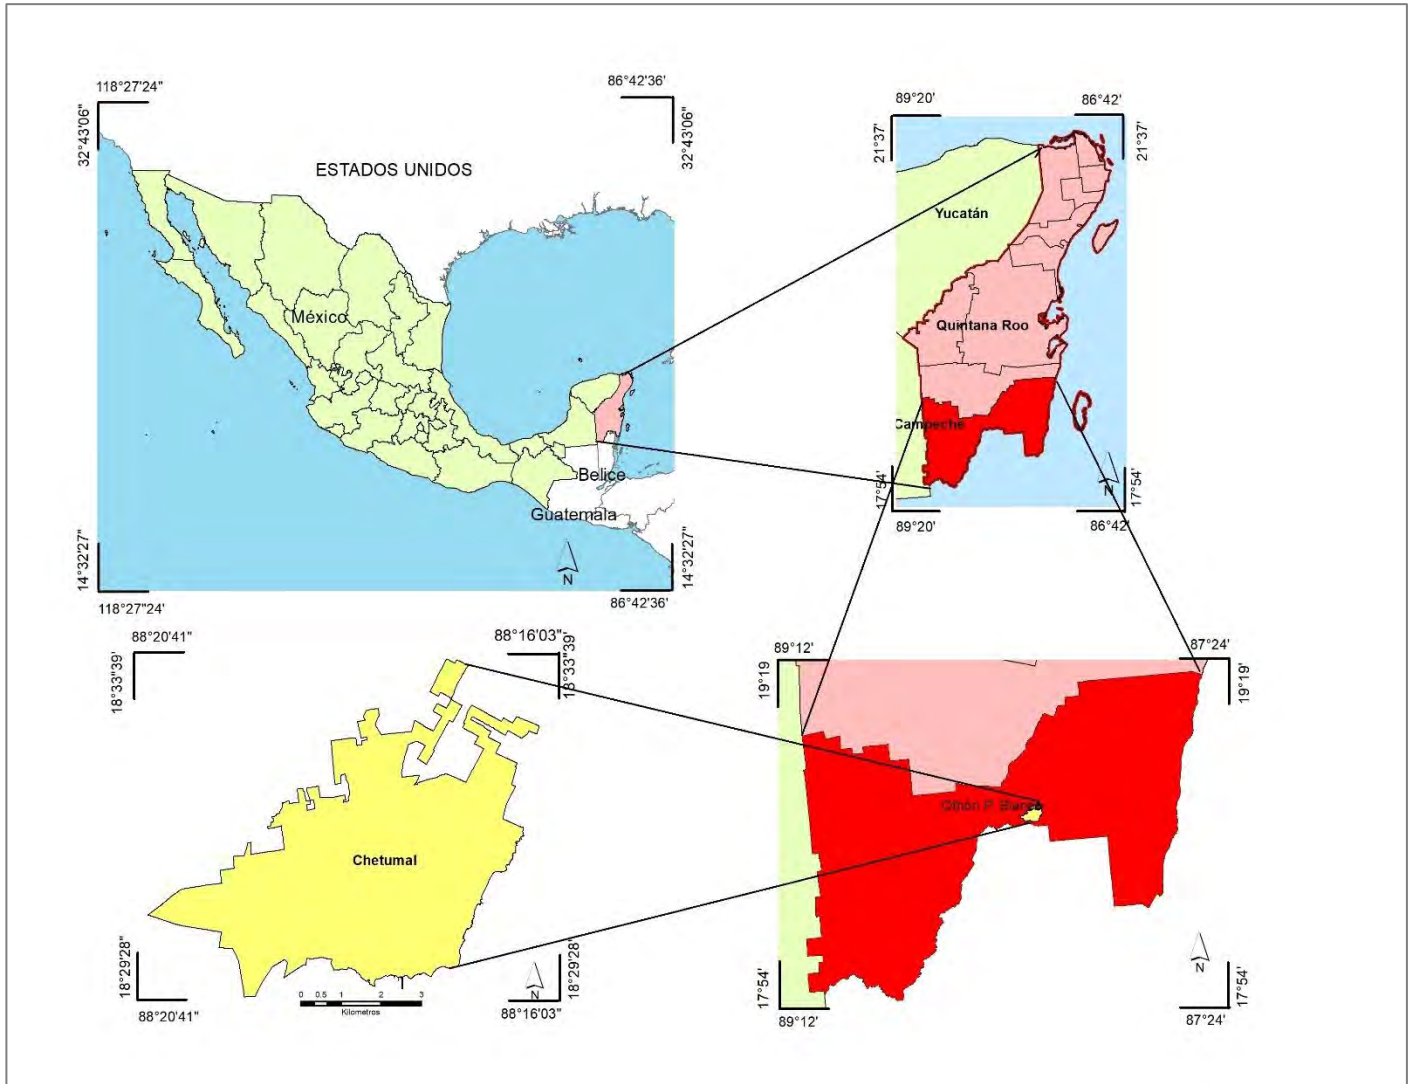 118°27'24"
86°42'36'
32°43'06"
32°43'06"
ESTADOS UNIDOS
México
Belice
Guatemala
N
14°32'27"
14°32'27"
118°27"24'
86°42'36'
89°20'
86°42'
21°37'
21°37'
Yucatán
Quintana Roo
Campeche
N
17°54'
17°54'
89°20'
86°42'
88°20'41"
88°16'03"
18°33'39'
18°33'39'
Chetumal
18°29'28"
18°29'28"
0 0.5 1 2 3
Kilometros
N
88°20'41"
88°16'03"
89°12'
87°24'
19°19
19°19'
Othón P. Blanco
N
17°54'
17°54'
89°12'
87°24'